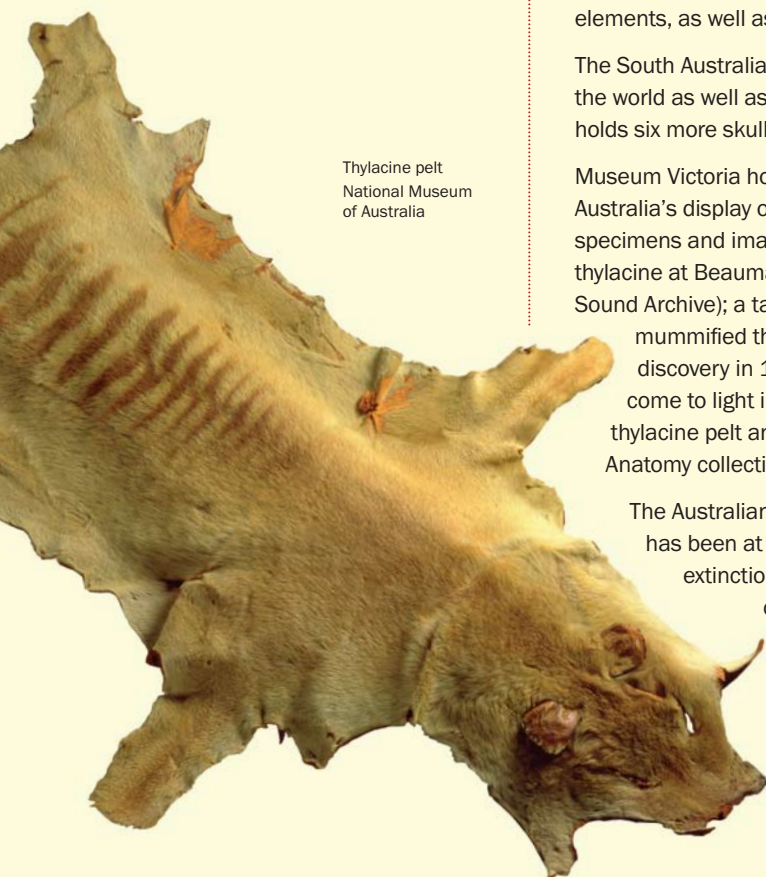 Thylacine pelt
National Museum
of Australia
elements, as well as
The South Australia
the world as well as
holds six more skull
Museum Victoria ho
Australia's display o
specimens and ima
thylacine at Beauma
Sound Archive); a ta
mummified th
discovery in 1
come to light i
thylacine pelt an
Anatomy collecti
The Australian
has been at
extinctio